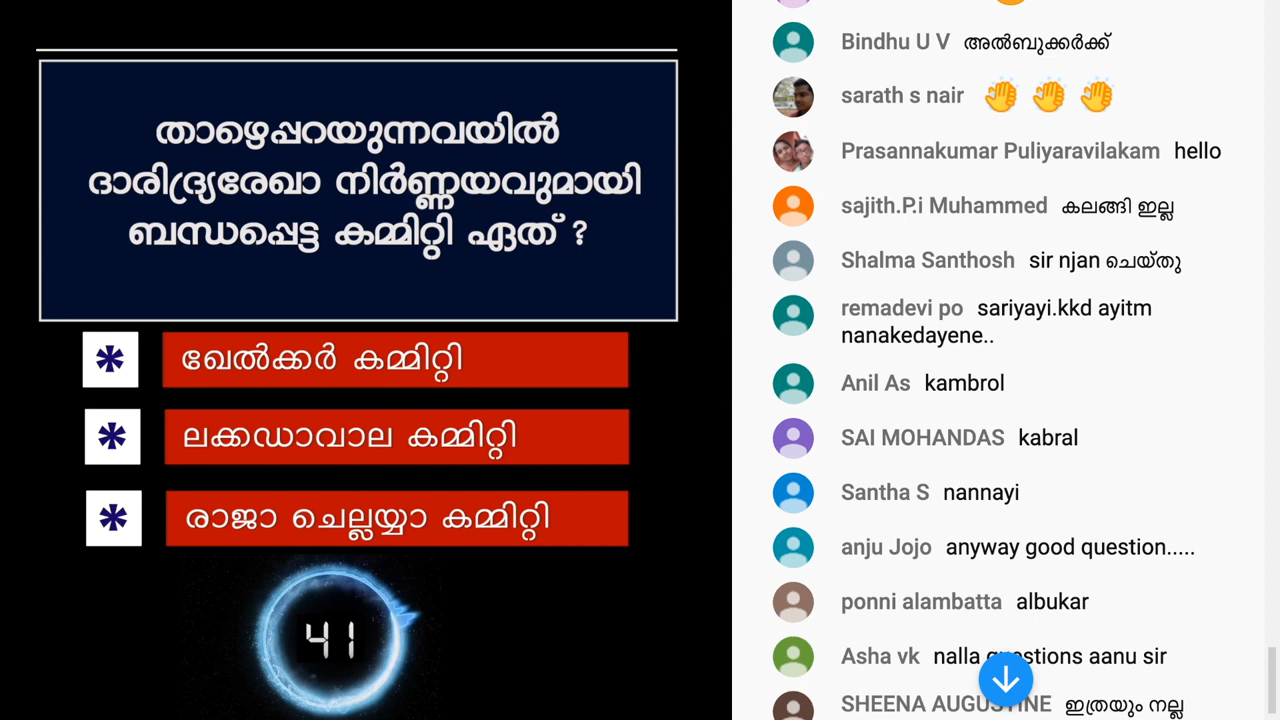 താഴെപ്പറയുന്നവയിൽ
ദാരിദ്ര്യരേഖാ നിർണ്ണയവുമായി
ബന്ധപ്പെട്ട കമ്മിറ്റി ഏത് ?
* ഖേൽക്കർ കമ്മിറ്റി
* ലക്കഡാവാല കമ്മിറ്റി
* രാജാ ചെല്ലയ്യാ കമ്മിറ്റി
41
Bindhu U V അൽബുക്കർക്ക്
sarath s nair 👏 👏 👏
Prasannakumar Puliyaravilakam hello
sajith.P.i Muhammed കലങ്ങി ഇല്ല
Shalma Santhosh sir njan ചെയ്തു
remadevi po sariyayi.kkd ayitm
nanakedayene..
Anil As kambrol
SAI MOHANDAS kabral
Santha S nannayi
anju Jojo anyway good question.....
ponni alambatta albukar
Asha vk nalla questions aanu sir
SHEENA AUGUSTINE ഇത്രയും നല്ല